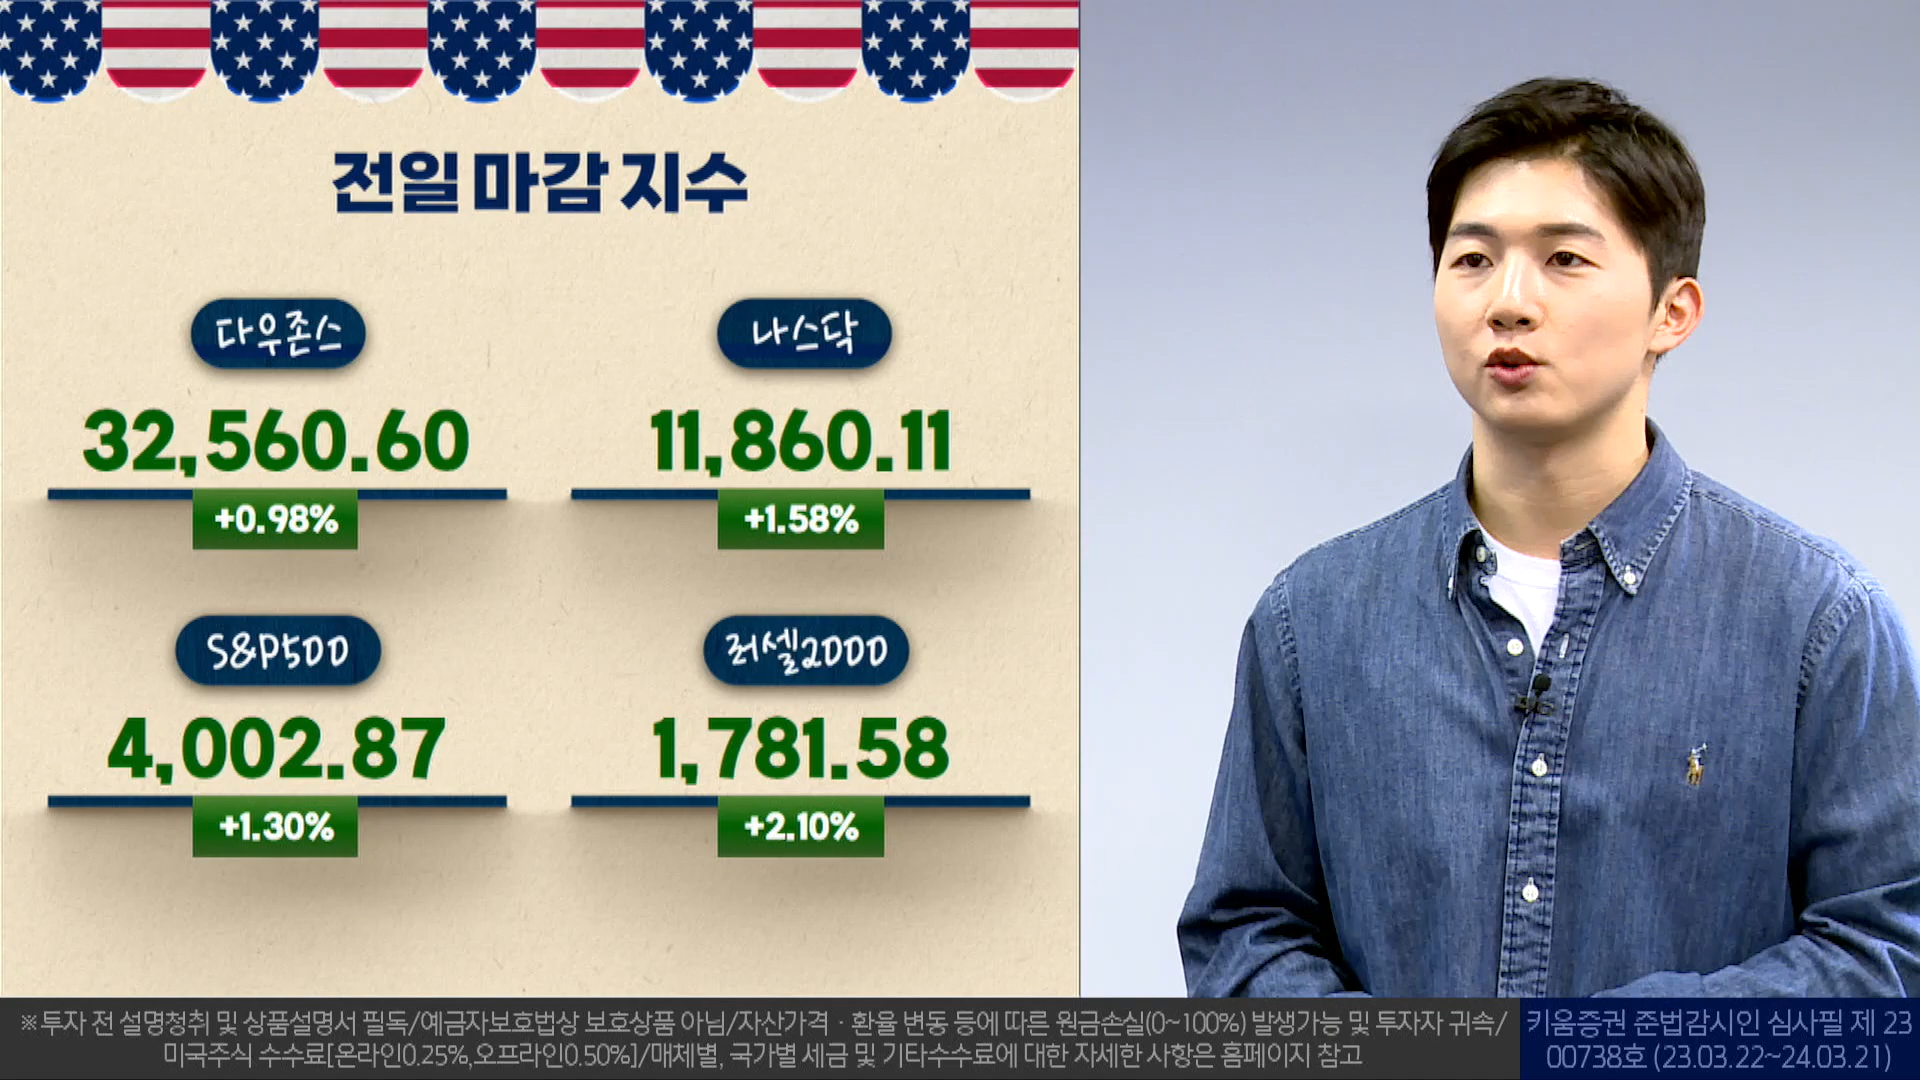 전일 마감 지수
다우존스
32,560.60
+0.98%
나스닥
11,860.11
+1.58%
S&P500
4,002.87
+1.30%
러셀2000
1,781.58
+2.10%
※투자 전 설명청취 및 상품설명서 필독/예금자보호법상 보호상품 아님/자산가격 · 환율 변동 등에 따른 원금손실(0~100%) 발생가능 및 투자자 귀속/
미국주식 수수료[온라인0.25%,오프라인0.50%]/매체별, 국가별 세금 및 기타수수료에 대한 자세한 사항은 홈페이지 참고
키움증권 준법감시인 심사필 제 23
00738호 (23.03.22~24.03.21)